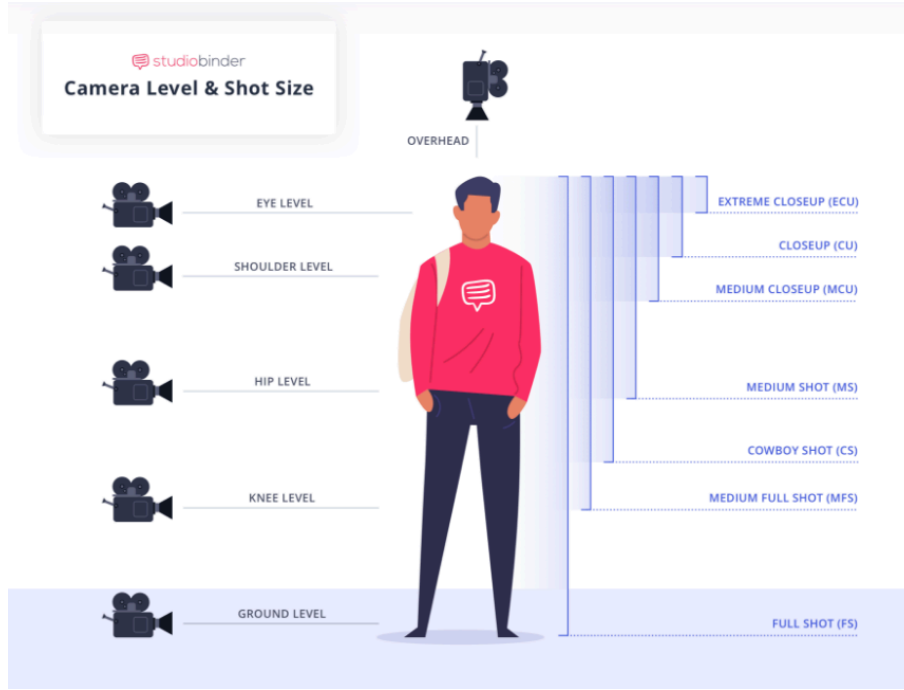 studiobinder
Camera Level & Shot Size
OVERHEAD
EYE LEVEL
SHOULDER LEVEL
HIP LEVEL
KNEE LEVEL
GROUND LEVEL
EXTREME CLOSEUP (ECU)
CLOSEUP (CU)
MEDIUM CLOSEUP (MCU)
MEDIUM SHOT (MS)
COWBOY SHOT (CS)
MEDIUM FULL SHOT (MFS)
FULL SHOT (FS)